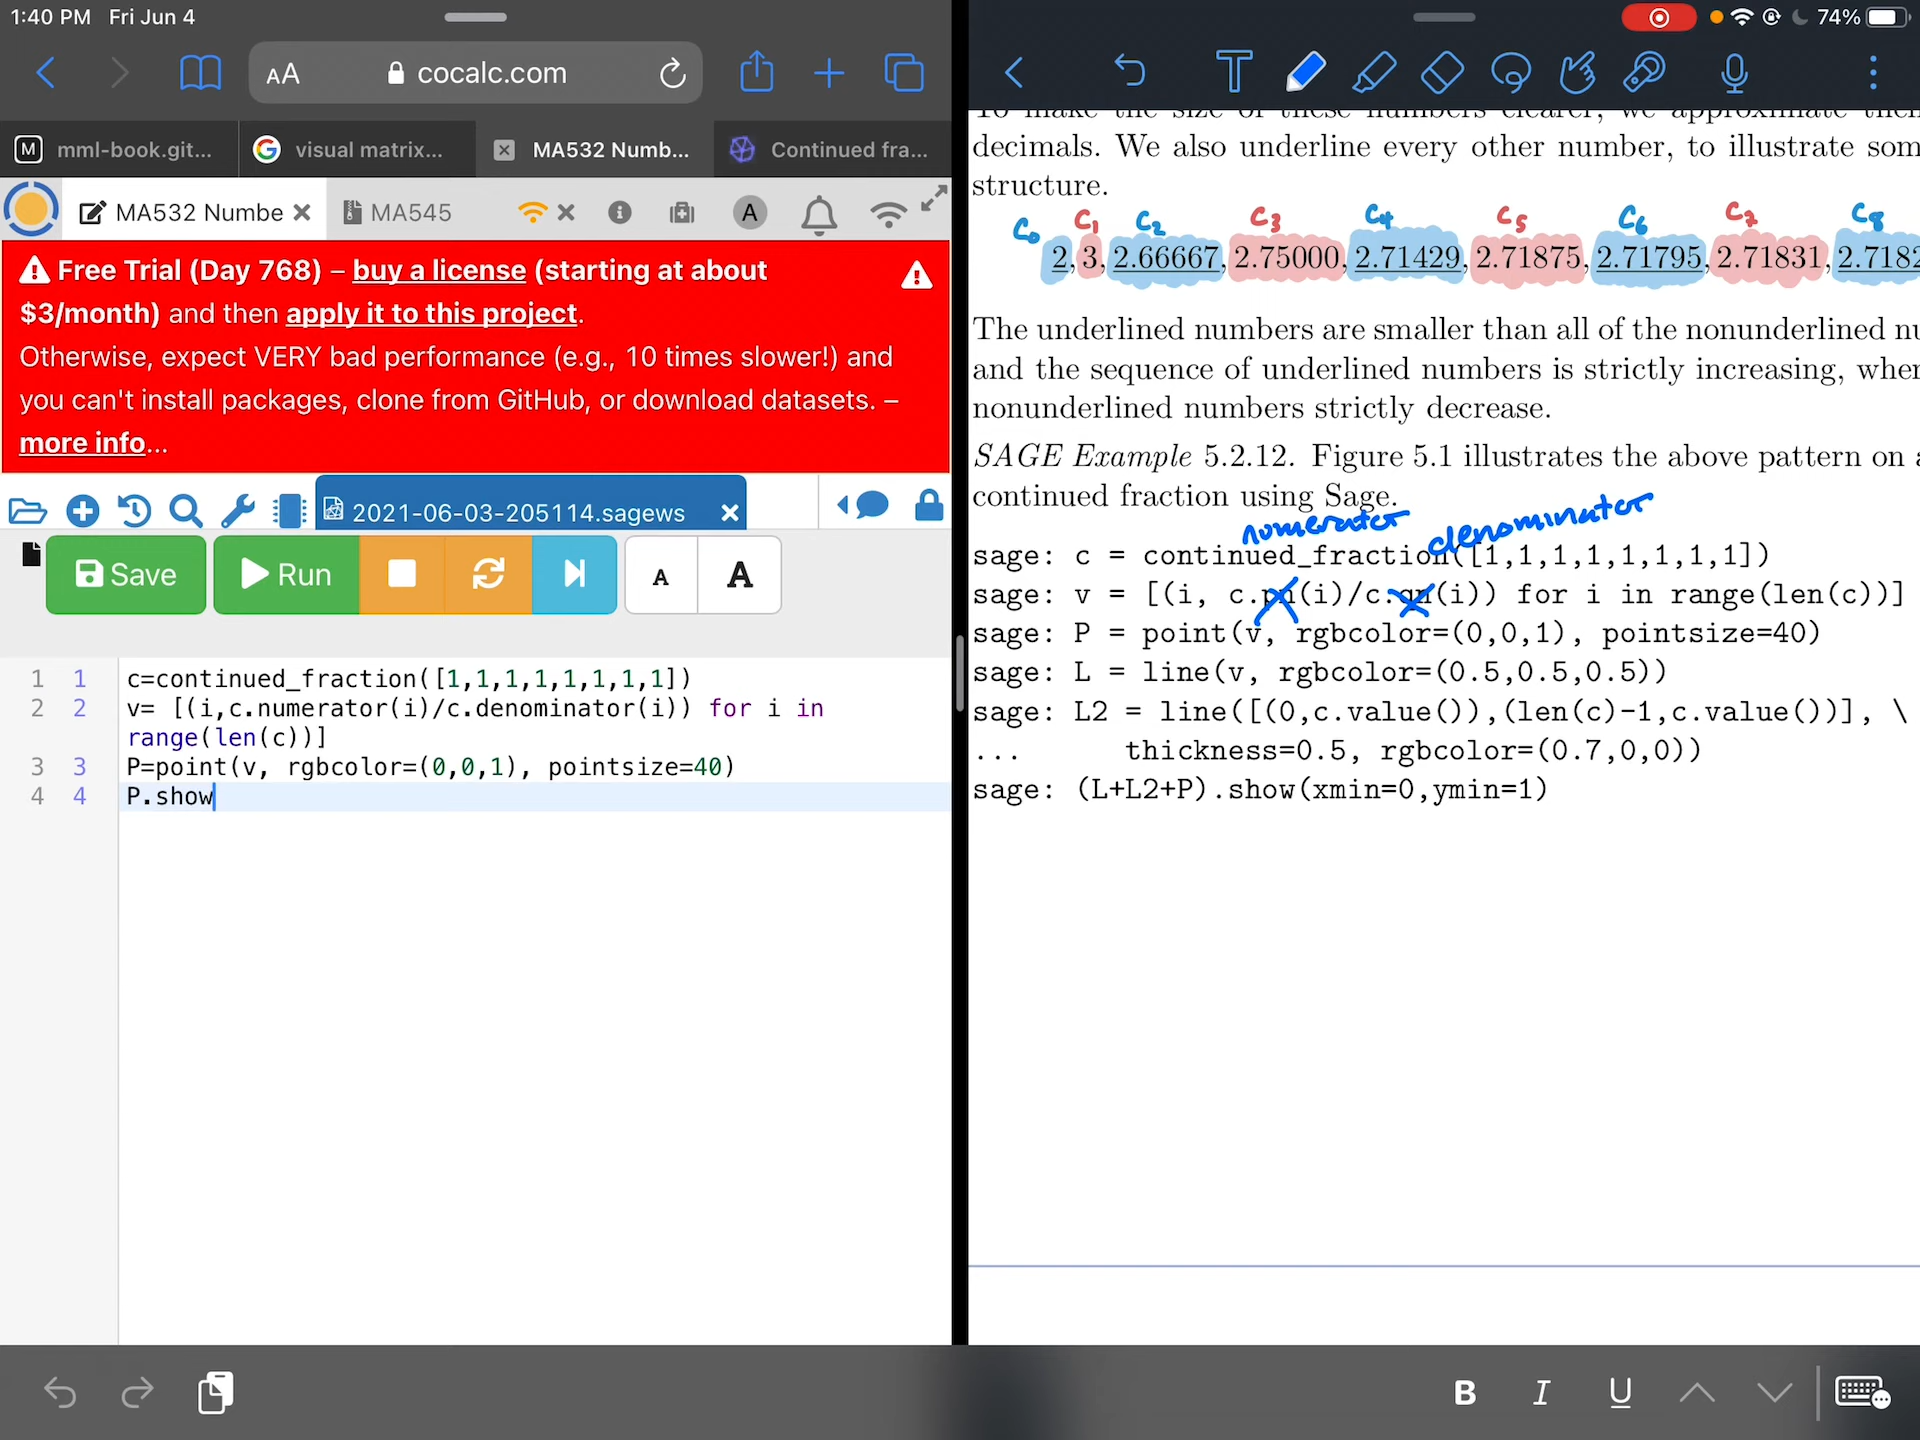 1:40 PM Fri Jun 4
74%
AA cocalc.com
M mml-book.git...
visual matrix...
MA532 Numb...
Continued fra...
MA532 Numbe
MA545
A
Free Trial (Day 768) – buy a license (starting at about
$3/month) and then apply it to this project.
Otherwise, expect VERY bad performance (e.g., 10 times slower!) and
you can't install packages, clone from GitHub, or download datasets. –
more info...
2021-06-03-205114.sagews
Save Run A A
1 1 c=continued_fraction([1,1,1,1,1,1,1,1])
2 2 v= [(i,c.numerator(i)/c.denominator(i)) for i in
range(len(c))]
3 3 P=point(v, rgbcolor=(0,0,1), pointsize=40)
4 4 P.show
T
decimals. We also underline every other number, to illustrate som
structure.
C0 C1 C2 C3 C4 C5 C6 C7 C8
2, 3, 2.66667, 2.75000, 2.71429, 2.71875, 2.71795, 2.71831, 2.7182
The underlined numbers are smaller than all of the nonunderlined nu
and the sequence of underlined numbers is strictly increasing, wher
nonunderlined numbers strictly decrease.
SAGE Example 5.2.12. Figure 5.1 illustrates the above pattern on a
continued fraction using Sage.
numerator denominator
sage: c = continued_fraction([1,1,1,1,1,1,1,1])
sage: v = [(i, c.pn(i)/c.qn(i)) for i in range(len(c))]
sage: P = point(v, rgbcolor=(0,0,1), pointsize=40)
sage: L = line(v, rgbcolor=(0.5,0.5,0.5))
sage: L2 = line([(0,c.value()),(len(c)-1,c.value())], \
... thickness=0.5, rgbcolor=(0.7,0,0))
sage: (L+L2+P).show(xmin=0,ymin=1)
B I U